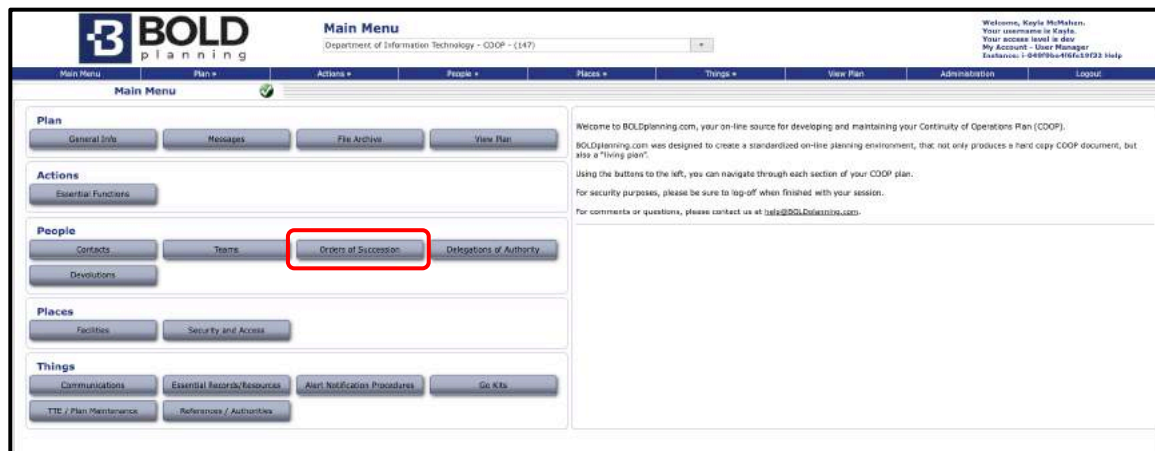 BOLD
planning
Main Menu
Department of Information Technology - COOP - (147)
Welcome, Kayla McMahen.
Your username is Kayla.
Your access level is dev
My Account - User Manager
Main Menu
Plan
Actions
People
Places
Things
View Plan
Administration
Logout
Main Menu
Plan
General Info
Messages
File Archive
View Plan
Actions
Essential Functions
People
Contacts
Teams
Orders of Succession
Delegations of Authority
Devolutions
Places
Facilities
Security and Access
Things
Communications
Essential Records/Resources
Alert Notification Procedures
Go Kits
TTE / Plan Maintenance
References / Authorities
Welcome to BOLDplanning.com, your on-line source for developing and maintaining your Continuity of Operations Plan (COOP).
BOLDplanning.com was designed to create a standardized on-line planning environment, that not only produces a hard copy COOP document, but
also a "living plan".
Using the buttons to the left, you can navigate through each section of your COOP plan.
For security purposes, please be sure to log-off when finished with your session.
For comments or questions, please contact us at help@BOLDplanning.com.